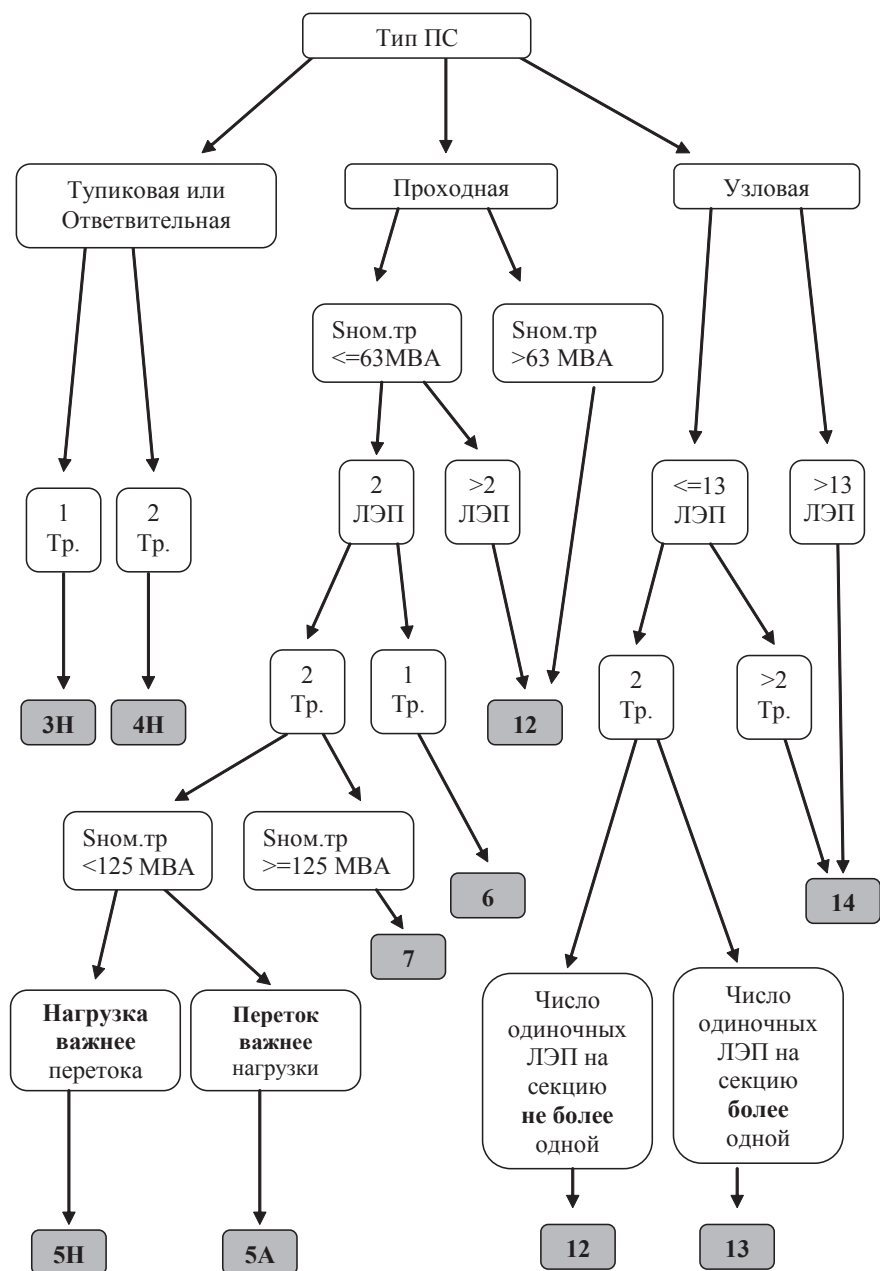 Тип ПС
Тупиковая или
Ответвительная
Проходная
Узловая
Sном.тр
<=63МВА
Sном.тр
>63 МВА
1
Тр.
2
Тр.
2
ЛЭП
>2
ЛЭП
<=13
ЛЭП
>13
ЛЭП
2
Тр.
1
Тр.
2
Тр.
>2
Тр.
3Н
4Н
12
Sном.тр
<125 МВА
Sном.тр
>=125 МВА
6
14
7
Нагрузка
важнее
перетока
Переток
важнее
нагрузки
Число
одиночных
ЛЭП на
секцию
не более
одной
Число
одиночных
ЛЭП на
секцию
более
одной
5Н
5А
12
13